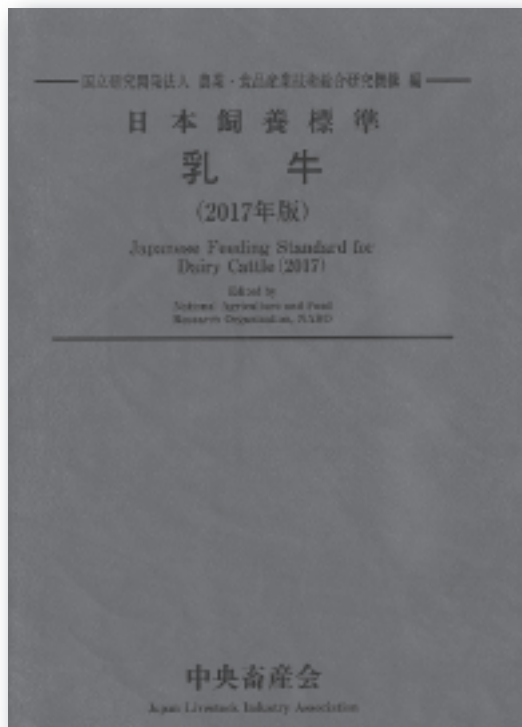 国立研究開発法人 農業・食品産業技術総合研究機構 編
日本飼養標準
乳牛
(2017年版)
Japanese Feeding Standard for
Dairy Cattle(2017)
Edited by
National Agriculture and Food
Research Organization, NARO
中央畜産会
Japan Livestock Industry Association